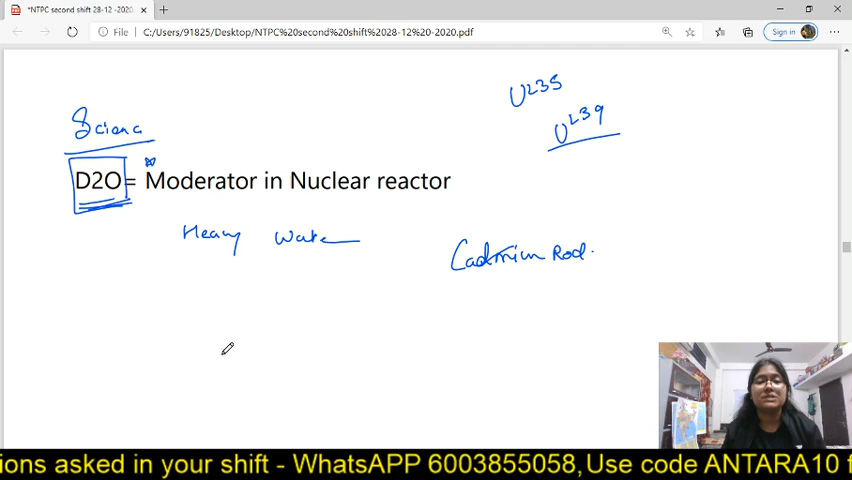 *NTPC second shift 28-12 -2020.p
File
C:/Users/91825/Desktop/NTPC%20second%20shift%2028-12%20-2020.pdf
Sign in
U235
U239
Science
D2O= Moderator in Nuclear reactor
Heavy Water
Cadmium Rod.
ions asked in your shift - WhatsAPP 6003855058,Use code ANTARA10 f